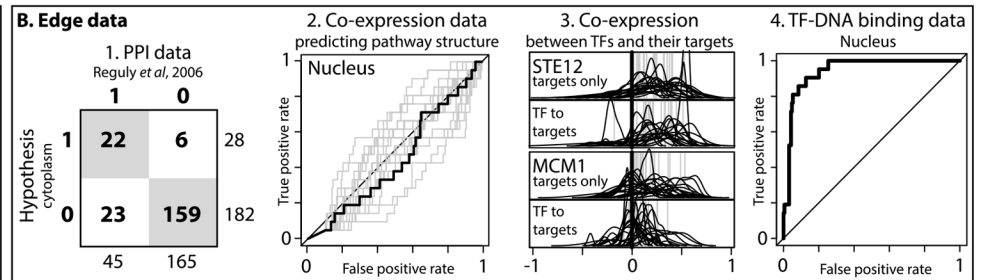 B. Edge data
1. PPI data
Reguly et al, 2006
1 0
Hypothesis
cytoplasm
1 22 6 28
0 23 159 182
45 165
2. Co-expression data
predicting pathway structure
Nucleus
True positive rate
1
0
0 False positive rate 1
3. Co-expression
between TFs and their targets
STE12
targets only
TF to
targets
MCM1
targets only
TF to
targets
-1 0 1
4. TF-DNA binding data
Nucleus
True positive rate
1
0
0 False positive rate 1